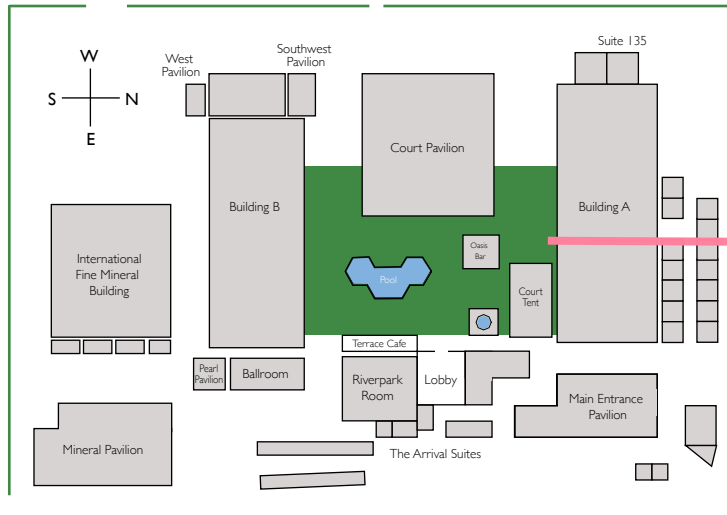 Suite 135
W
S
N
E
West
Pavilion
Southwest
Pavilion
Court Pavilion
Building B
Building A
International
Fine Mineral
Building
Oasis
Bar
Pool
Court
Tent
Terrace Cafe
Pearl
Pavilion
Ballroom
Riverpark
Room
Lobby
Main Entrance
Pavilion
Mineral Pavilion
The Arrival Suites